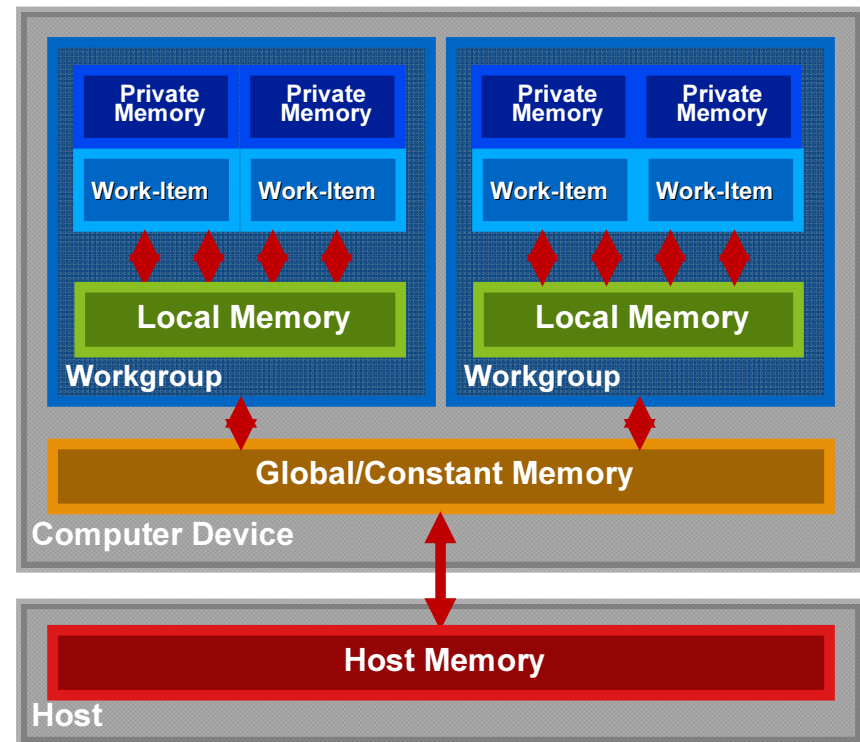 Private Memory
Private Memory
Private Memory
Private Memory
Work-Item
Work-Item
Work-Item
Work-Item
Local Memory
Local Memory
Workgroup
Workgroup
Global/Constant Memory
Computer Device
Host Memory
Host